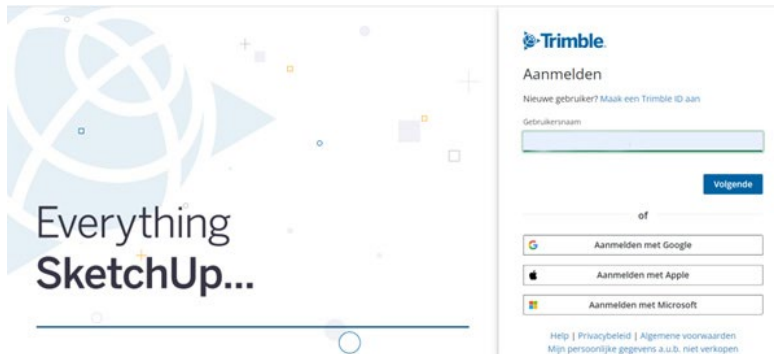 Everything
SketchUp...
Trimble.
Aanmelden
Nieuwe gebruiker? Maak een Trimble ID aan
Gebruikersnaam
Volgende
of
Aanmelden met Google
Aanmelden met Apple
Aanmelden met Microsoft
Help | Privacybeleid | Algemene voorwaarden
Mijn persoonlijke gegevens a.u.b. niet verkopen